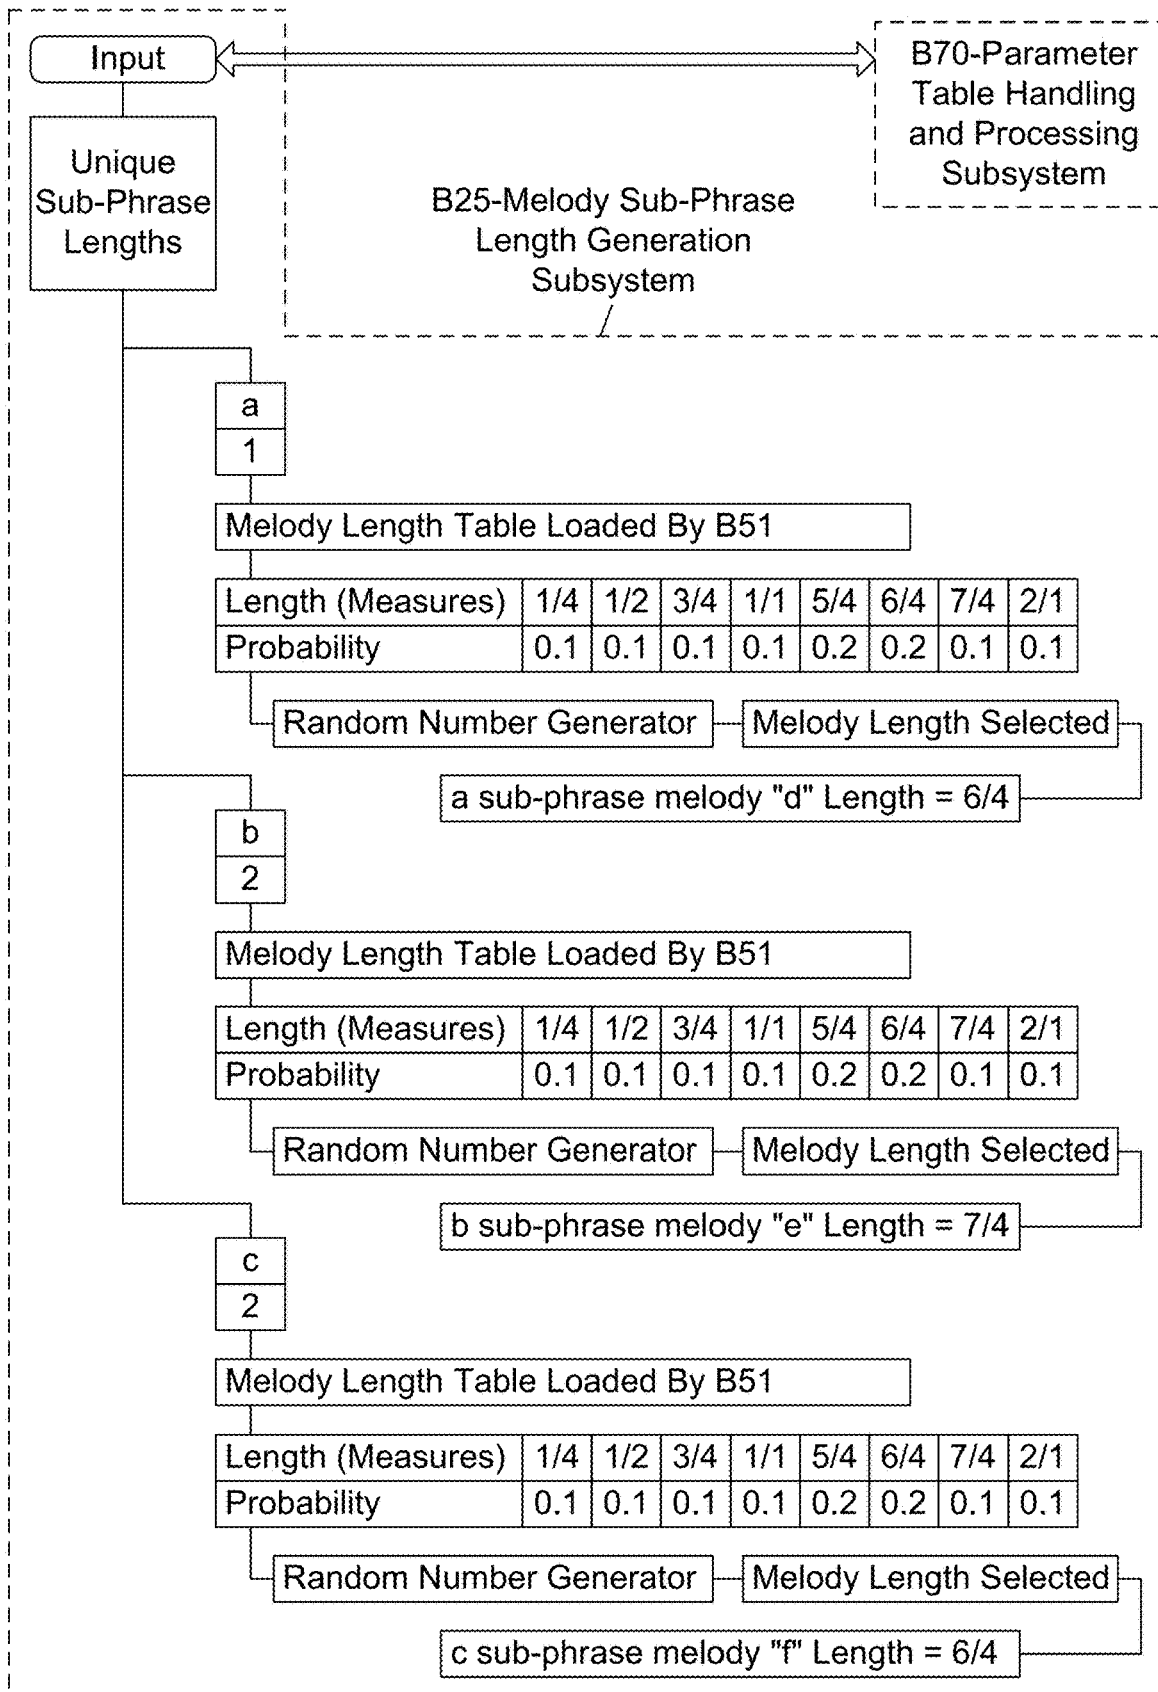 Input
B70-Parameter
Table Handling
and Processing
Subsystem
Unique
Sub-Phrase
Lengths
B25-Melody Sub-Phrase
Length Generation
Subsystem
a
1
Melody Length Table Loaded By B51
Length (Measures) 1/4 1/2 3/4 1/1 5/4 6/4 7/4 2/1
Probability 0.1 0.1 0.1 0.1 0.2 0.2 0.1 0.1
Random Number Generator Melody Length Selected
a sub-phrase melody "d" Length = 6/4
b
2
Melody Length Table Loaded By B51
Length (Measures) 1/4 1/2 3/4 1/1 5/4 6/4 7/4 2/1
Probability 0.1 0.1 0.1 0.1 0.2 0.2 0.1 0.1
Random Number Generator Melody Length Selected
b sub-phrase melody "e" Length = 7/4
c
2
Melody Length Table Loaded By B51
Length (Measures) 1/4 1/2 3/4 1/1 5/4 6/4 7/4 2/1
Probability 0.1 0.1 0.1 0.1 0.2 0.2 0.1 0.1
Random Number Generator Melody Length Selected
c sub-phrase melody "f" Length = 6/4